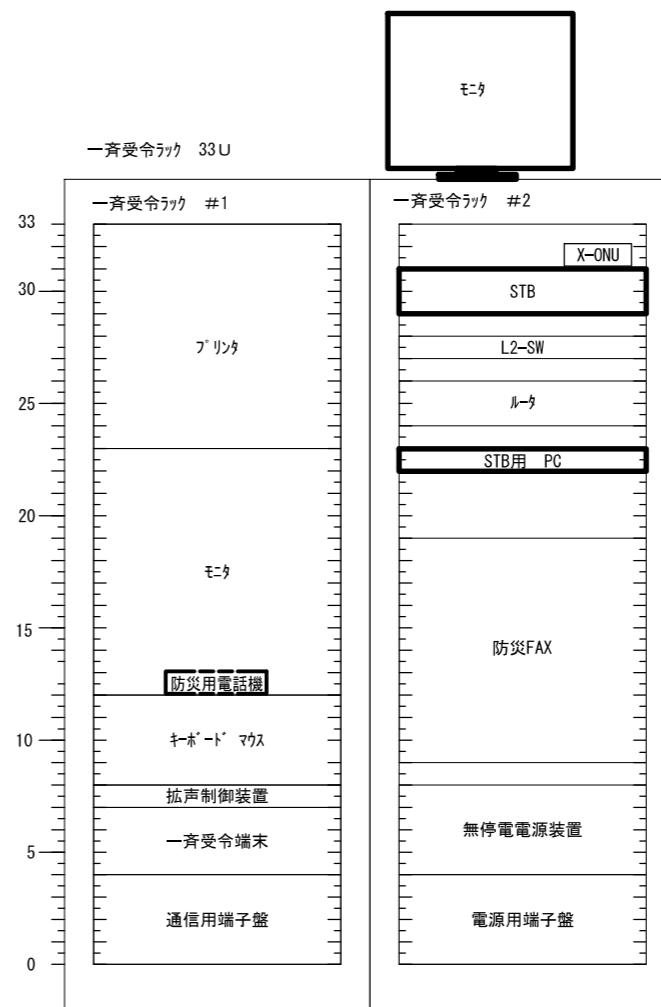 モニタ
一斉受令ラック 33U
一斉受令ラック #1
一斉受令ラック #2
33
X-ONU
30
STB
プリンタ
L2-SW
25
ルータ
STB用 PC
20
モニタ
15
防災FAX
防災用電話機
10
キーボード マウス
拡声制御装置
無停電電源装置
5
一斉受令端末
通信用端子盤
電源用端子盤
0